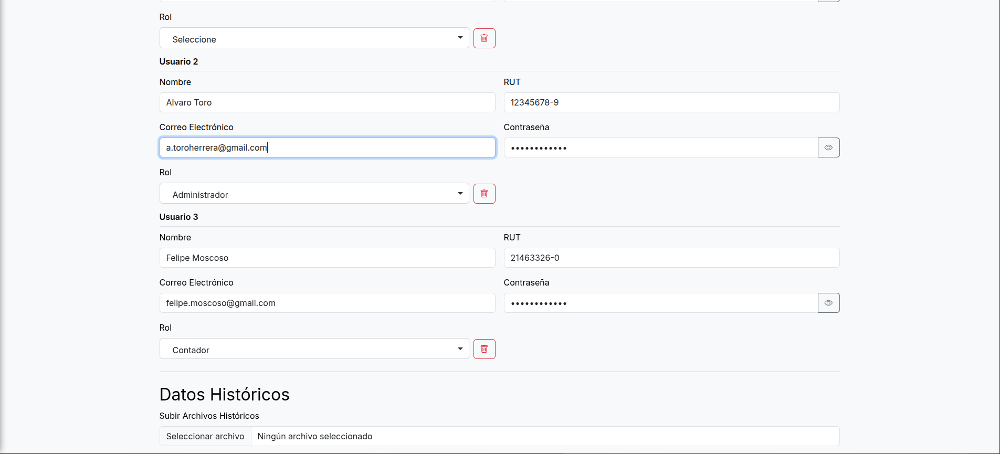 Rol
Seleccione
Usuario 2
Nombre
RUT
Alvaro Toro
12345678-9
Correo Electrónico
Contraseña
a.toroherrera@gmail.com
••••••••••••
Rol
Administrador
Usuario 3
Nombre
RUT
Felipe Moscoso
21463326-0
Correo Electrónico
Contraseña
felipe.moscoso@gmail.com
••••••••••••
Rol
Contador
Datos Históricos
Subir Archivos Históricos
Seleccionar archivo
Ningún archivo seleccionado